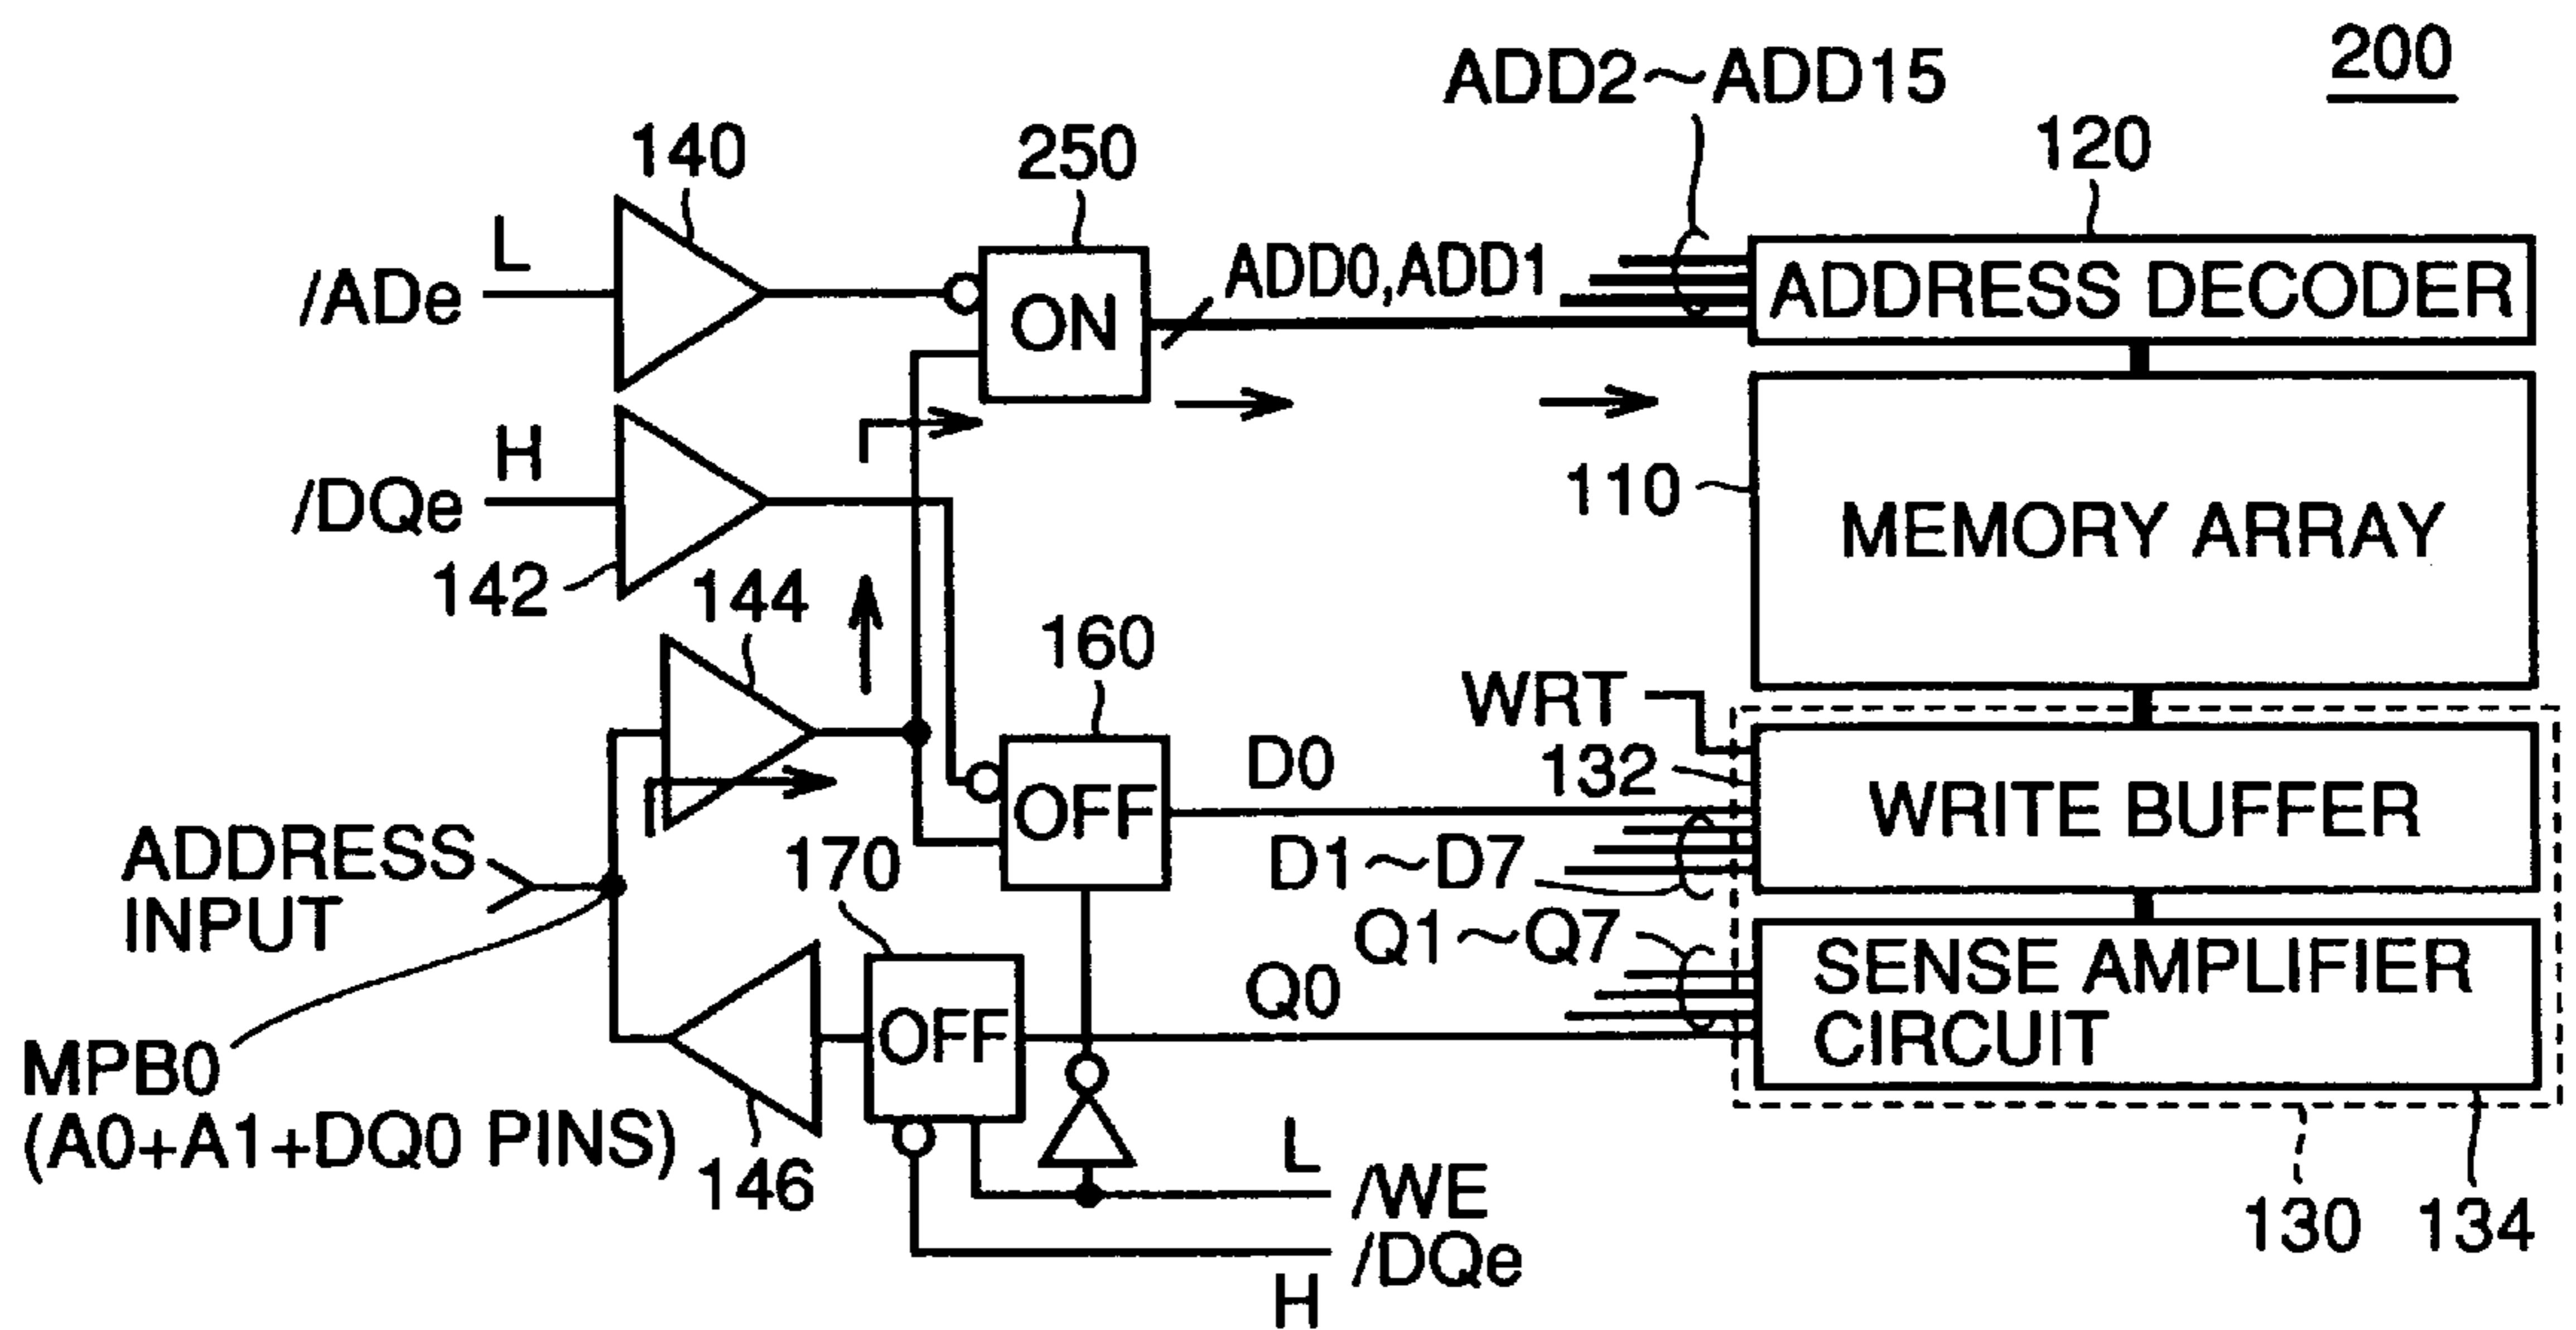 200
ADD2~ADD15
140
250
120
L
/ADe
ON
ADD0,ADD1
ADDRESS DECODER
H
/DQe
142
144
110
MEMORY ARRAY
160
WRT
132
D0
OFF
WRITE BUFFER
ADDRESS
INPUT
170
D1~D7
Q1~Q7
Q0
OFF
SENSE AMPLIFIER
CIRCUIT
MPB0
(A0+A1+DQ0 PINS)
146
L
/WE
/DQe
H
130
134